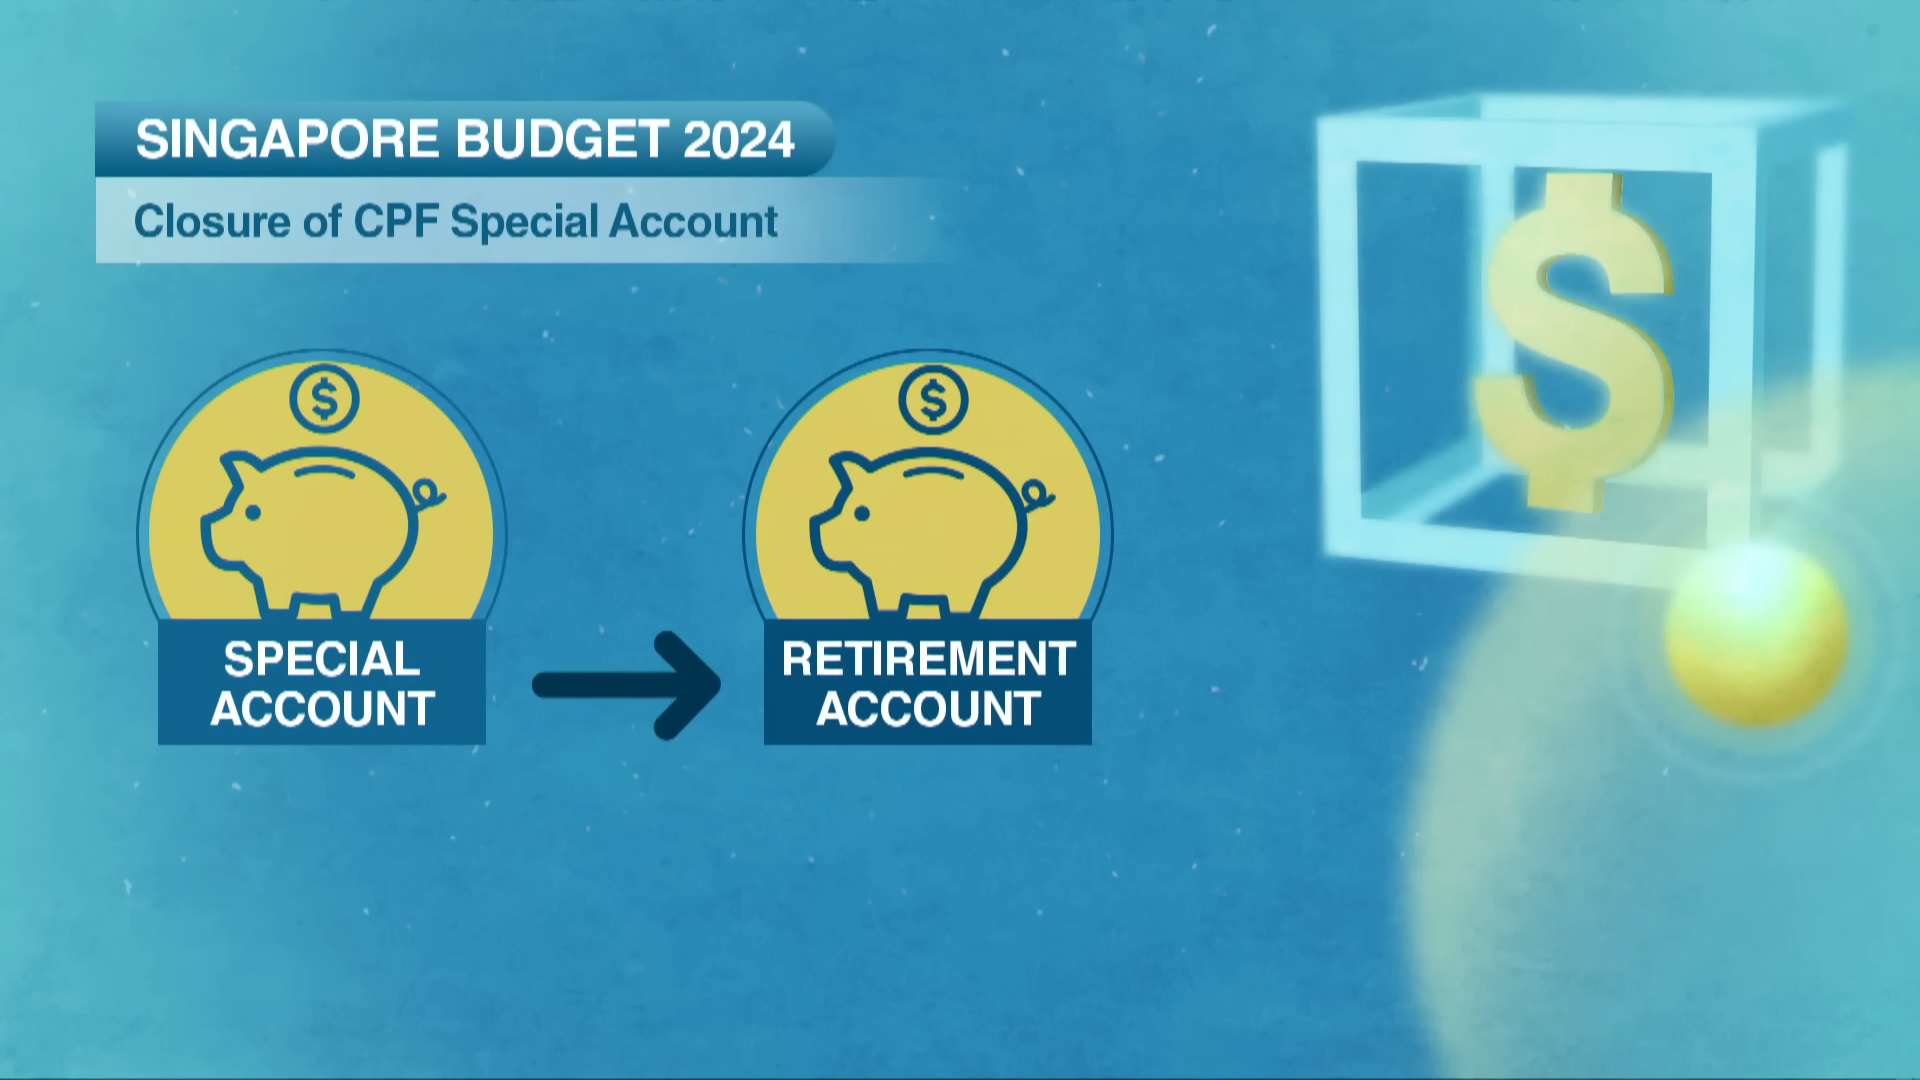 SINGAPORE BUDGET 2024
Closure of CPF Special Account
$
$
$
SPECIAL
ACCOUNT
RETIREMENT
ACCOUNT